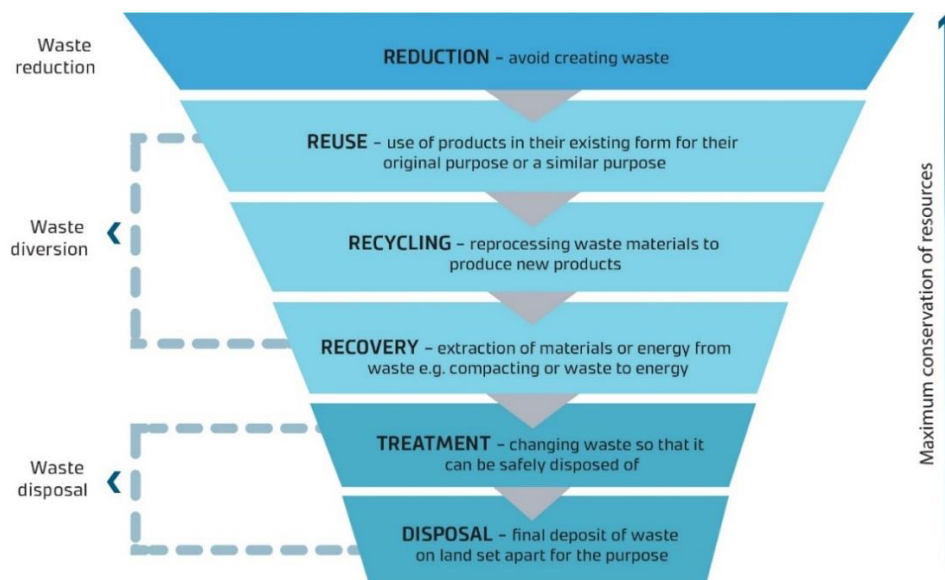 Waste
reduction
REDUCTION – avoid creating waste
REUSE – use of products in their existing form for their
original purpose or a similar purpose
Waste
diversion
RECYCLING – reprocessing waste materials to
produce new products
RECOVERY – extraction of materials or energy from
waste e.g. compacting or waste to energy
Waste
disposal
TREATMENT – changing waste so that it
can be safely disposed of
DISPOSAL – final deposit of waste
on land set apart for the purpose
Maximum conservation of resources